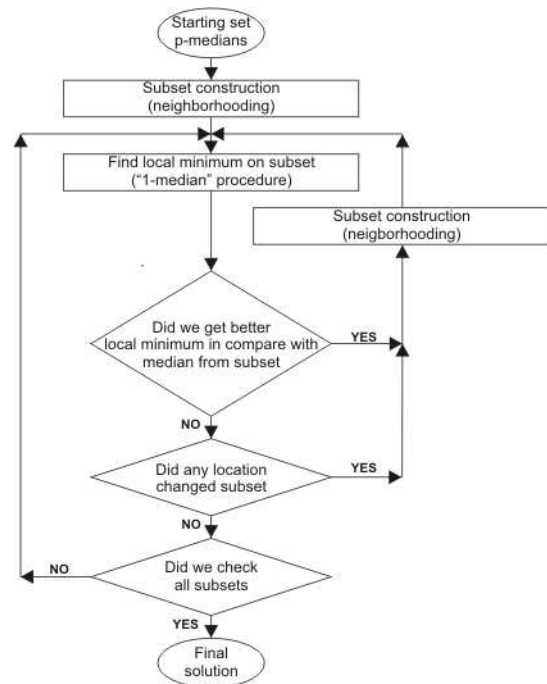 Starting set
p-medians
Subset construction
(neighborhooding)
Find local minimum on subset
("1-median" procedure)
Subset construction
(neigborhooding)
Did we get better
local minimum in compare with
median from subset
YES
NO
Did any location
changed subset
YES
NO
Did we check
all subsets
NO
YES
Final
solution